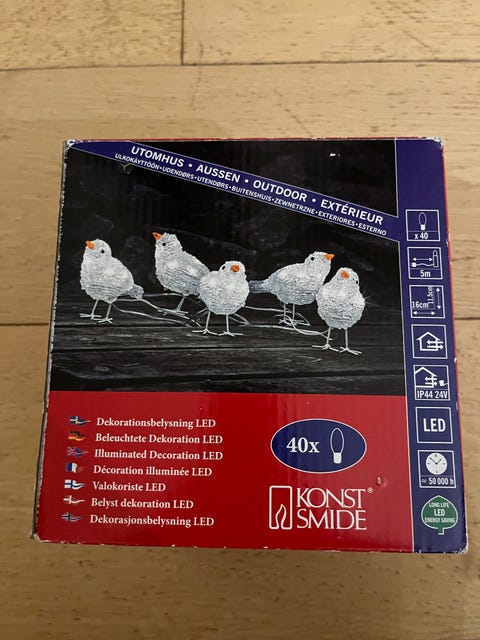 UTOMHUS • AUSSEN • OUTDOOR • EXTÉRIEUR
ULKOKÄYTTÖÖN • UDENDØRS • UTENDØRS • BUITENSHUIS • ZEWNETRZNE • EXTERIORES • ESTERNO
x 40
5m
16cm
11,5cm
IP44 24V
LED
≈ 50 000 h
LONG LIFE
LED
ENERGY SAVING
Dekorationsbelysning LED
Beleuchtete Dekoration LED
Illuminated Decoration LED
Décoration illuminée LED
Valokoriste LED
Belyst dekoration LED
Dekorasjonsbelysning LED
40x
KONST
SMIDE®